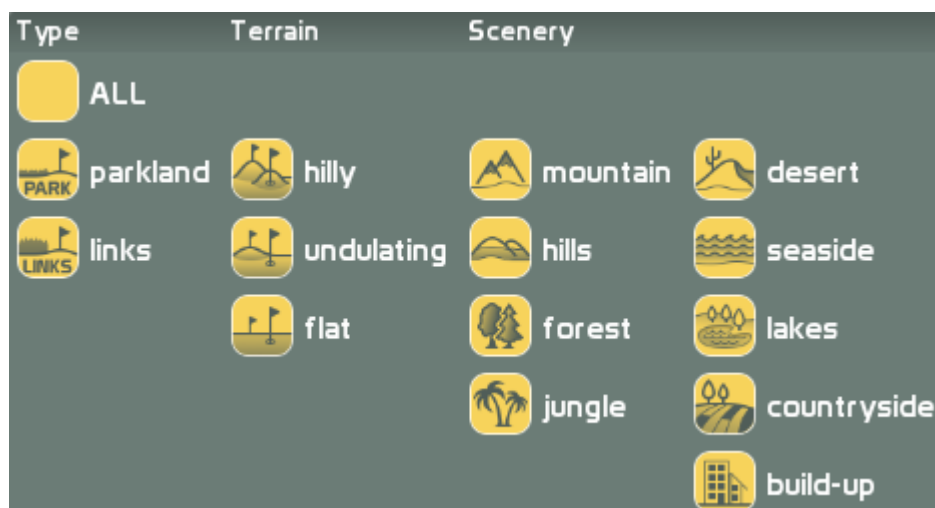 Type Terrain Scenery
ALL
PARK parkland hilly mountain desert
LINKS links undulating hills seaside
flat forest lakes
jungle countryside
build-up